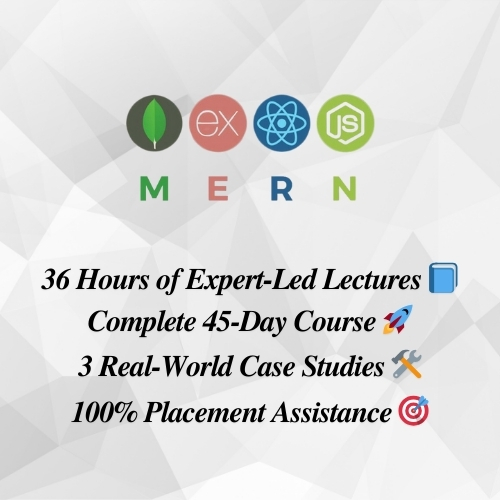 ex JS
M E R N
36 Hours of Expert-Led Lectures 📘
Complete 45-Day Course 🚀
3 Real-World Case Studies 🛠️
100% Placement Assistance 🎯